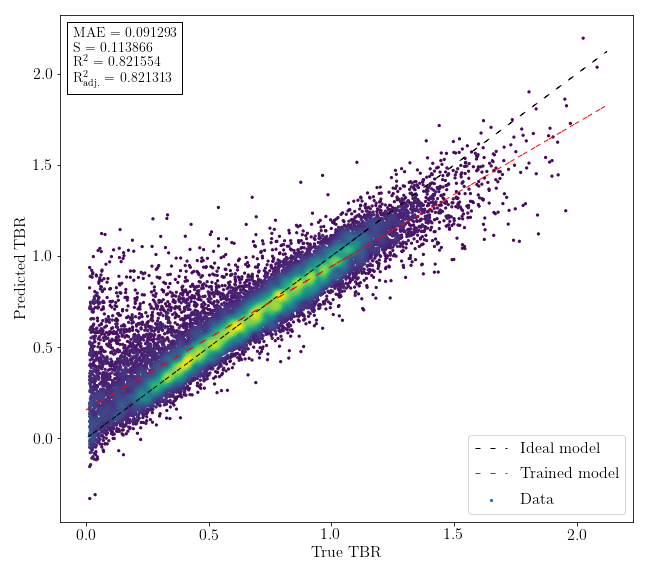 MAE = 0.091293
S = 0.113866
R² = 0.821554
R²adj. = 0.821313
2.0
1.5
1.0
0.5
0.0
Predicted TBR
Ideal model
Trained model
Data
0.0 0.5 1.0 1.5 2.0
True TBR